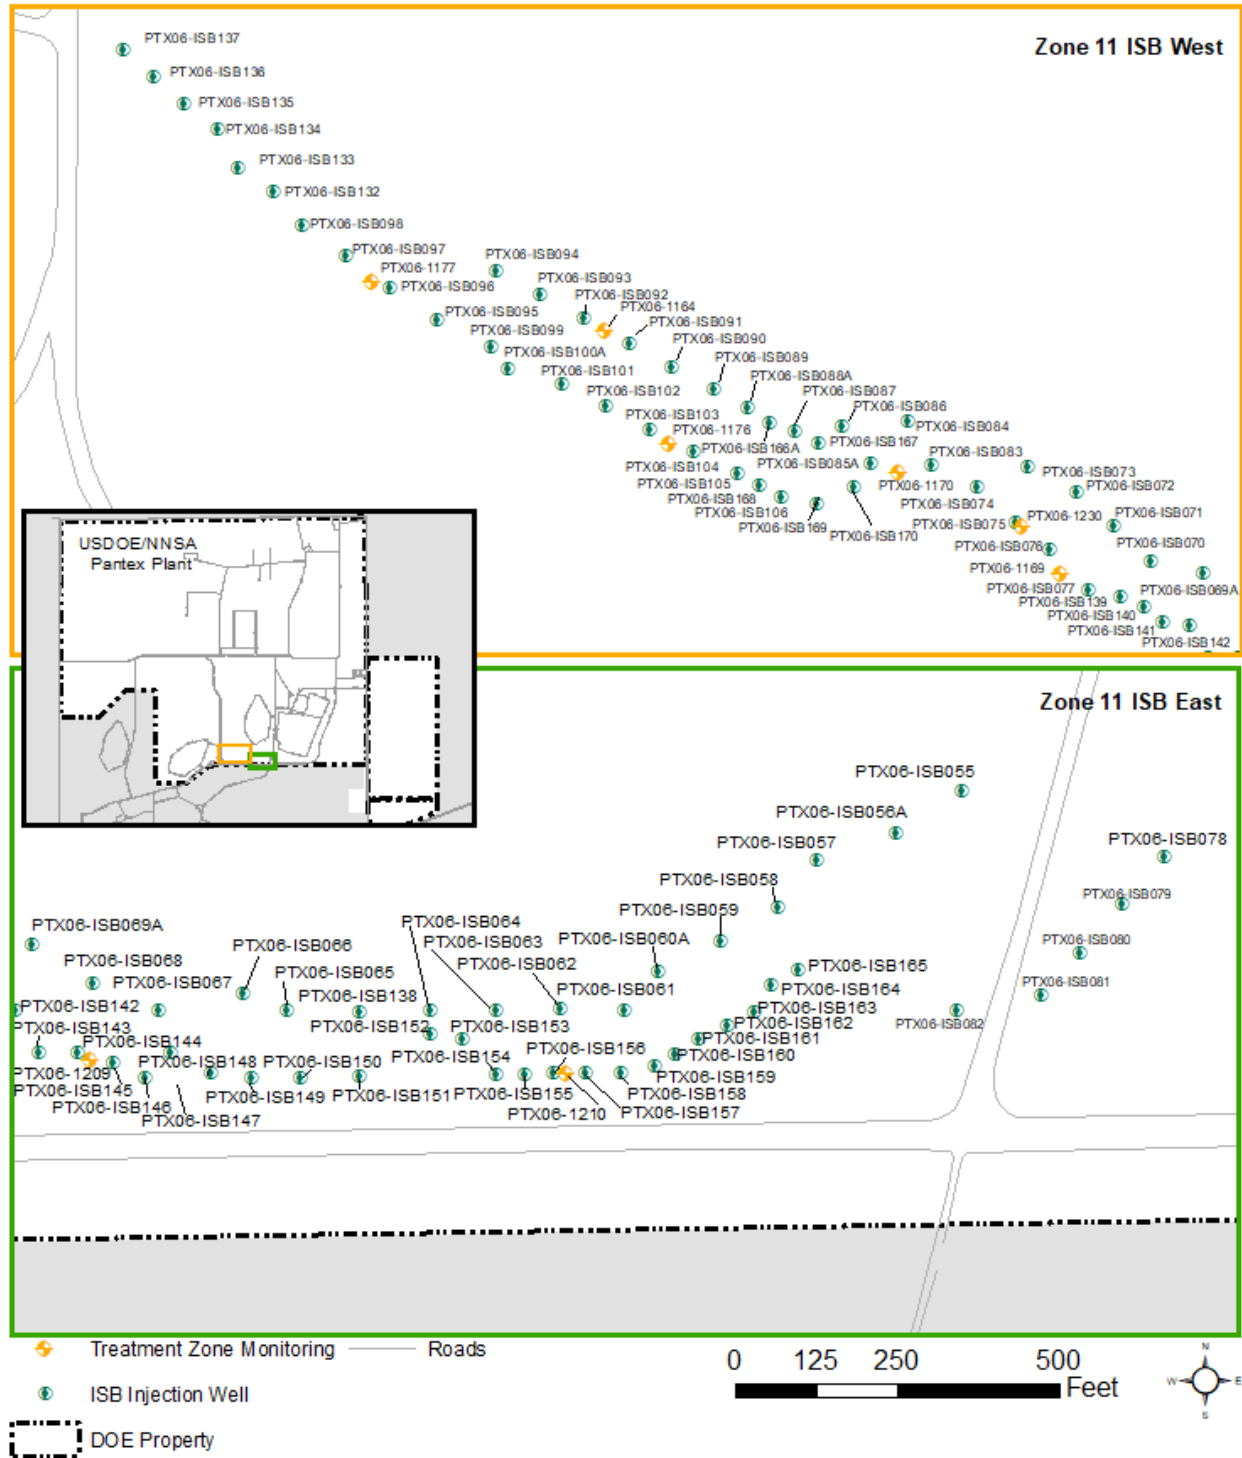 Zone 11 ISB West
PTX06-ISB137
PTX06-ISB136
PTX06-ISB135
PTX06-ISB134
PTX06-ISB133
PTX06-ISB132
PTX06-ISB098
PTX06-ISB097
PTX06-ISB094
PTX06-1177
PTX06-ISB093
PTX06-ISB096
PTX06-ISB092
PTX06-1164
PTX06-ISB095
PTX06-ISB091
PTX06-ISB099
PTX06-ISB090
PTX06-ISB100A
PTX06-ISB089
PTX06-ISB101
PTX06-ISB088A
PTX06-ISB102
PTX06-ISB087
PTX06-ISB086
PTX06-ISB103
PTX06-ISB084
PTX06-1176
PTX06-ISB167
PTX06-ISB166A
PTX06-ISB083
PTX06-ISB104
PTX06-ISB085A
PTX06-ISB073
PTX06-ISB105
PTX06-1170
PTX06-ISB072
PTX06-ISB168
PTX06-ISB074
PTX06-ISB106
PTX06-1230
PTX06-ISB071
PTX06-ISB169
PTX06-ISB075
PTX06-ISB170
PTX06-ISB070
PTX06-ISB076
PTX06-1169
PTX06-ISB077
PTX06-ISB069A
PTX06-ISB139
PTX06-ISB140
PTX06-ISB141
PTX06-ISB142
USDOE/NNSA
Pantex Plant
Zone 11 ISB East
PTX06-ISB055
PTX06-ISB056A
PTX06-ISB057
PTX06-ISB078
PTX06-ISB058
PTX06-ISB079
PTX06-ISB059
PTX06-ISB069A
PTX06-ISB064
PTX06-ISB066
PTX06-ISB063
PTX06-ISB060A
PTX06-ISB080
PTX06-ISB068
PTX06-ISB062
PTX06-ISB165
PTX06-ISB067
PTX06-ISB065
PTX06-ISB061
PTX06-ISB164
PTX06-ISB081
PTX06-ISB138
PTX06-ISB142
PTX06-ISB163
PTX06-ISB082
PTX06-ISB143
PTX06-ISB152
PTX06-ISB153
PTX06-ISB162
PTX06-ISB144
PTX06-ISB161
PTX06-ISB154
PTX06-ISB156
PTX06-ISB160
PTX06-1209
PTX06-ISB148
PTX06-ISB150
PTX06-ISB159
PTX06-ISB145
PTX06-ISB149
PTX06-ISB151
PTX06-ISB155
PTX06-ISB158
PTX06-ISB146
PTX06-1210
PTX06-ISB157
PTX06-ISB147
Treatment Zone Monitoring
Roads
ISB Injection Well
DOE Property
0 125 250 500
Feet
N
W E
S